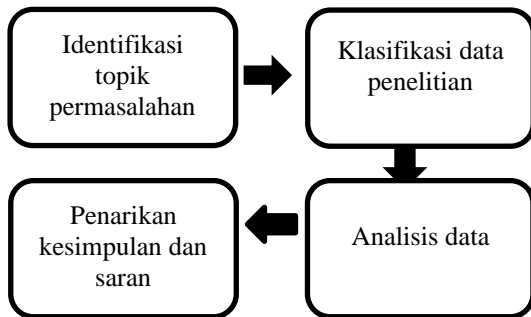 Identifikasi
topik
permasalahan
Klasifikasi data
penelitian
Analisis data
Penarikan
kesimpulan dan
saran